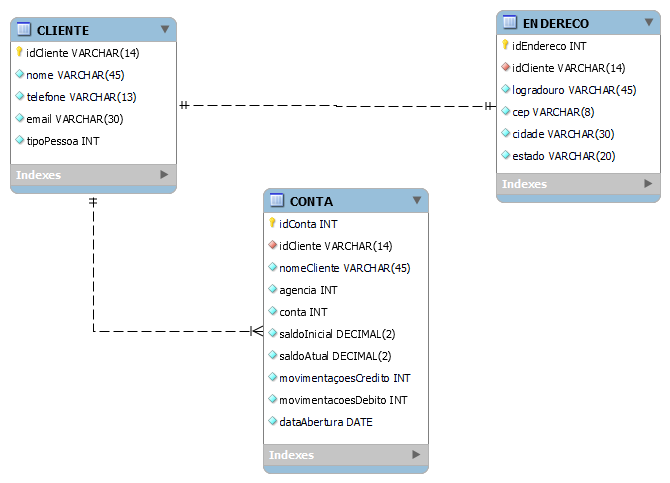 CLIENTE
idCliente VARCHAR(14)
nome VARCHAR(45)
telefone VARCHAR(13)
email VARCHAR(30)
tipoPessoa INT
Indexes
ENDERECO
idEndereco INT
idCliente VARCHAR(14)
logradouro VARCHAR(45)
cep VARCHAR(8)
cidade VARCHAR(30)
estado VARCHAR(20)
Indexes
CONTA
idConta INT
idCliente VARCHAR(14)
nomeCliente VARCHAR(45)
agencia INT
conta INT
saldoInicial DECIMAL(2)
saldoAtual DECIMAL(2)
movimentaçoesCredito INT
movimentacoesDebito INT
dataAbertura DATE
Indexes